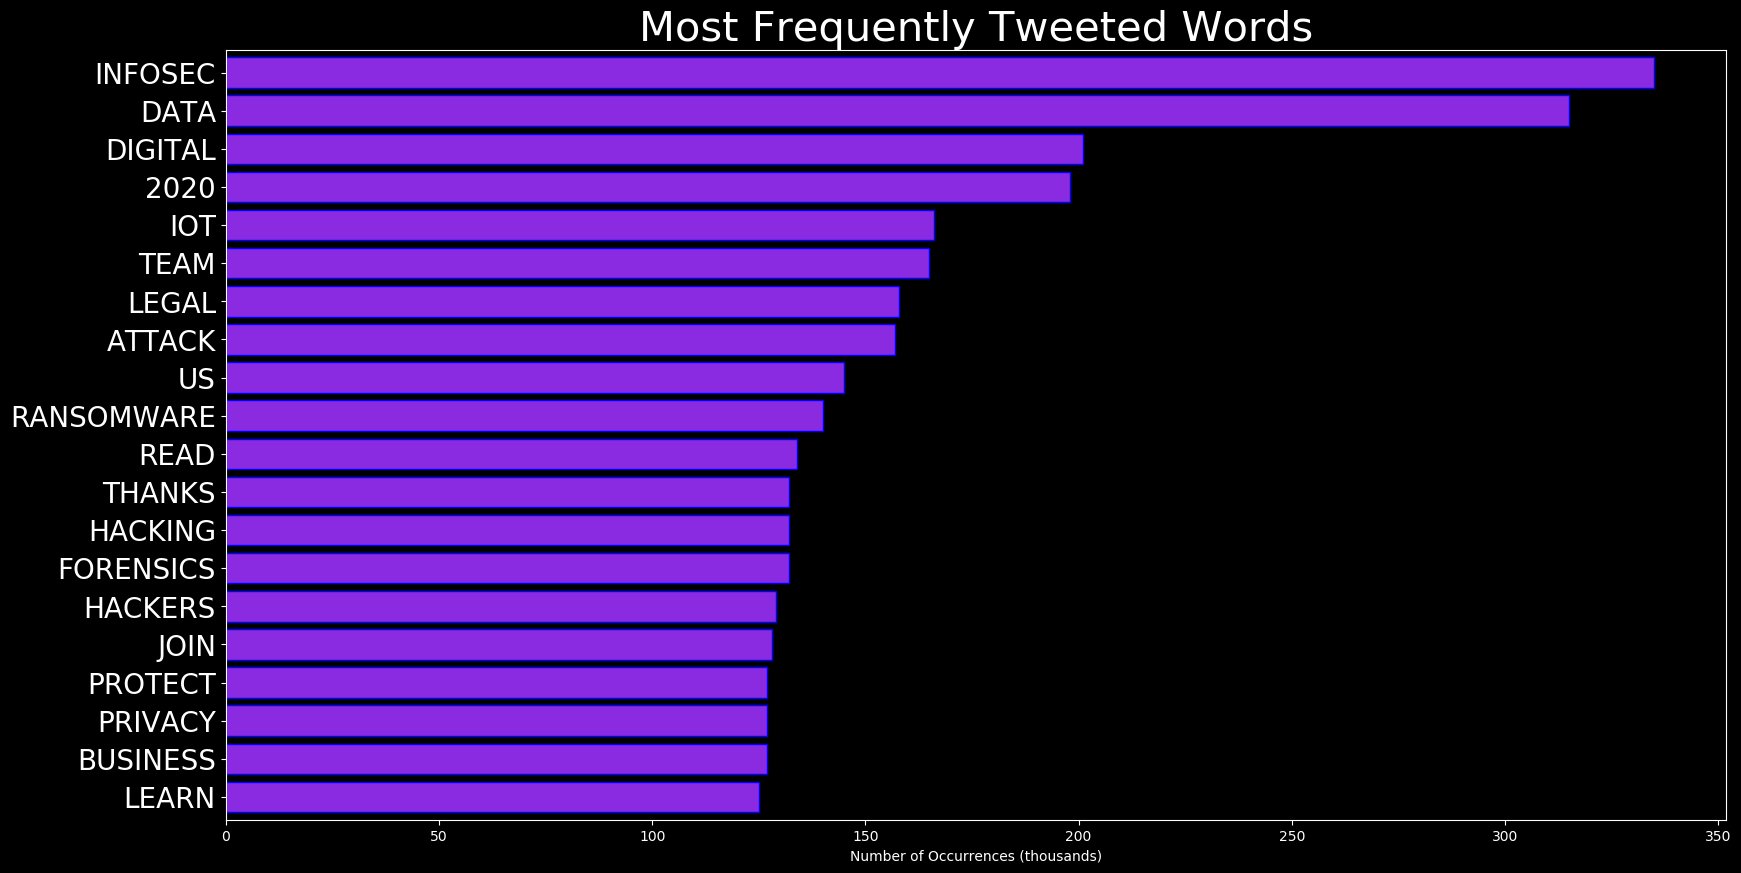 Most Frequently Tweeted Words
INFOSEC
DATA
DIGITAL
2020
IOT
TEAM
LEGAL
ATTACK
US
RANSOMWARE
READ
THANKS
HACKING
FORENSICS
HACKERS
JOIN
PROTECT
PRIVACY
BUSINESS
LEARN
0 50 100 150 200 250 300 350
Number of Occurrences (thousands)